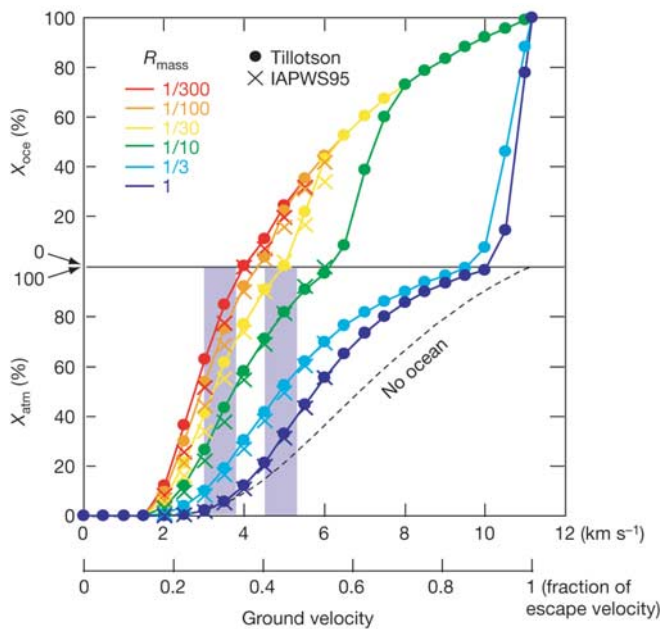 100
80
60
40
20
0
X_oce (%)
R_mass
1/300
1/100
1/30
1/10
1/3
1
● Tillotson
× IAPWS95
100
80
60
40
20
0
X_atm (%)
No ocean
0 2 4 6 8 10 12 (km s⁻¹)
0 0.2 0.4 0.6 0.8 1 (fraction of
escape velocity)
Ground velocity